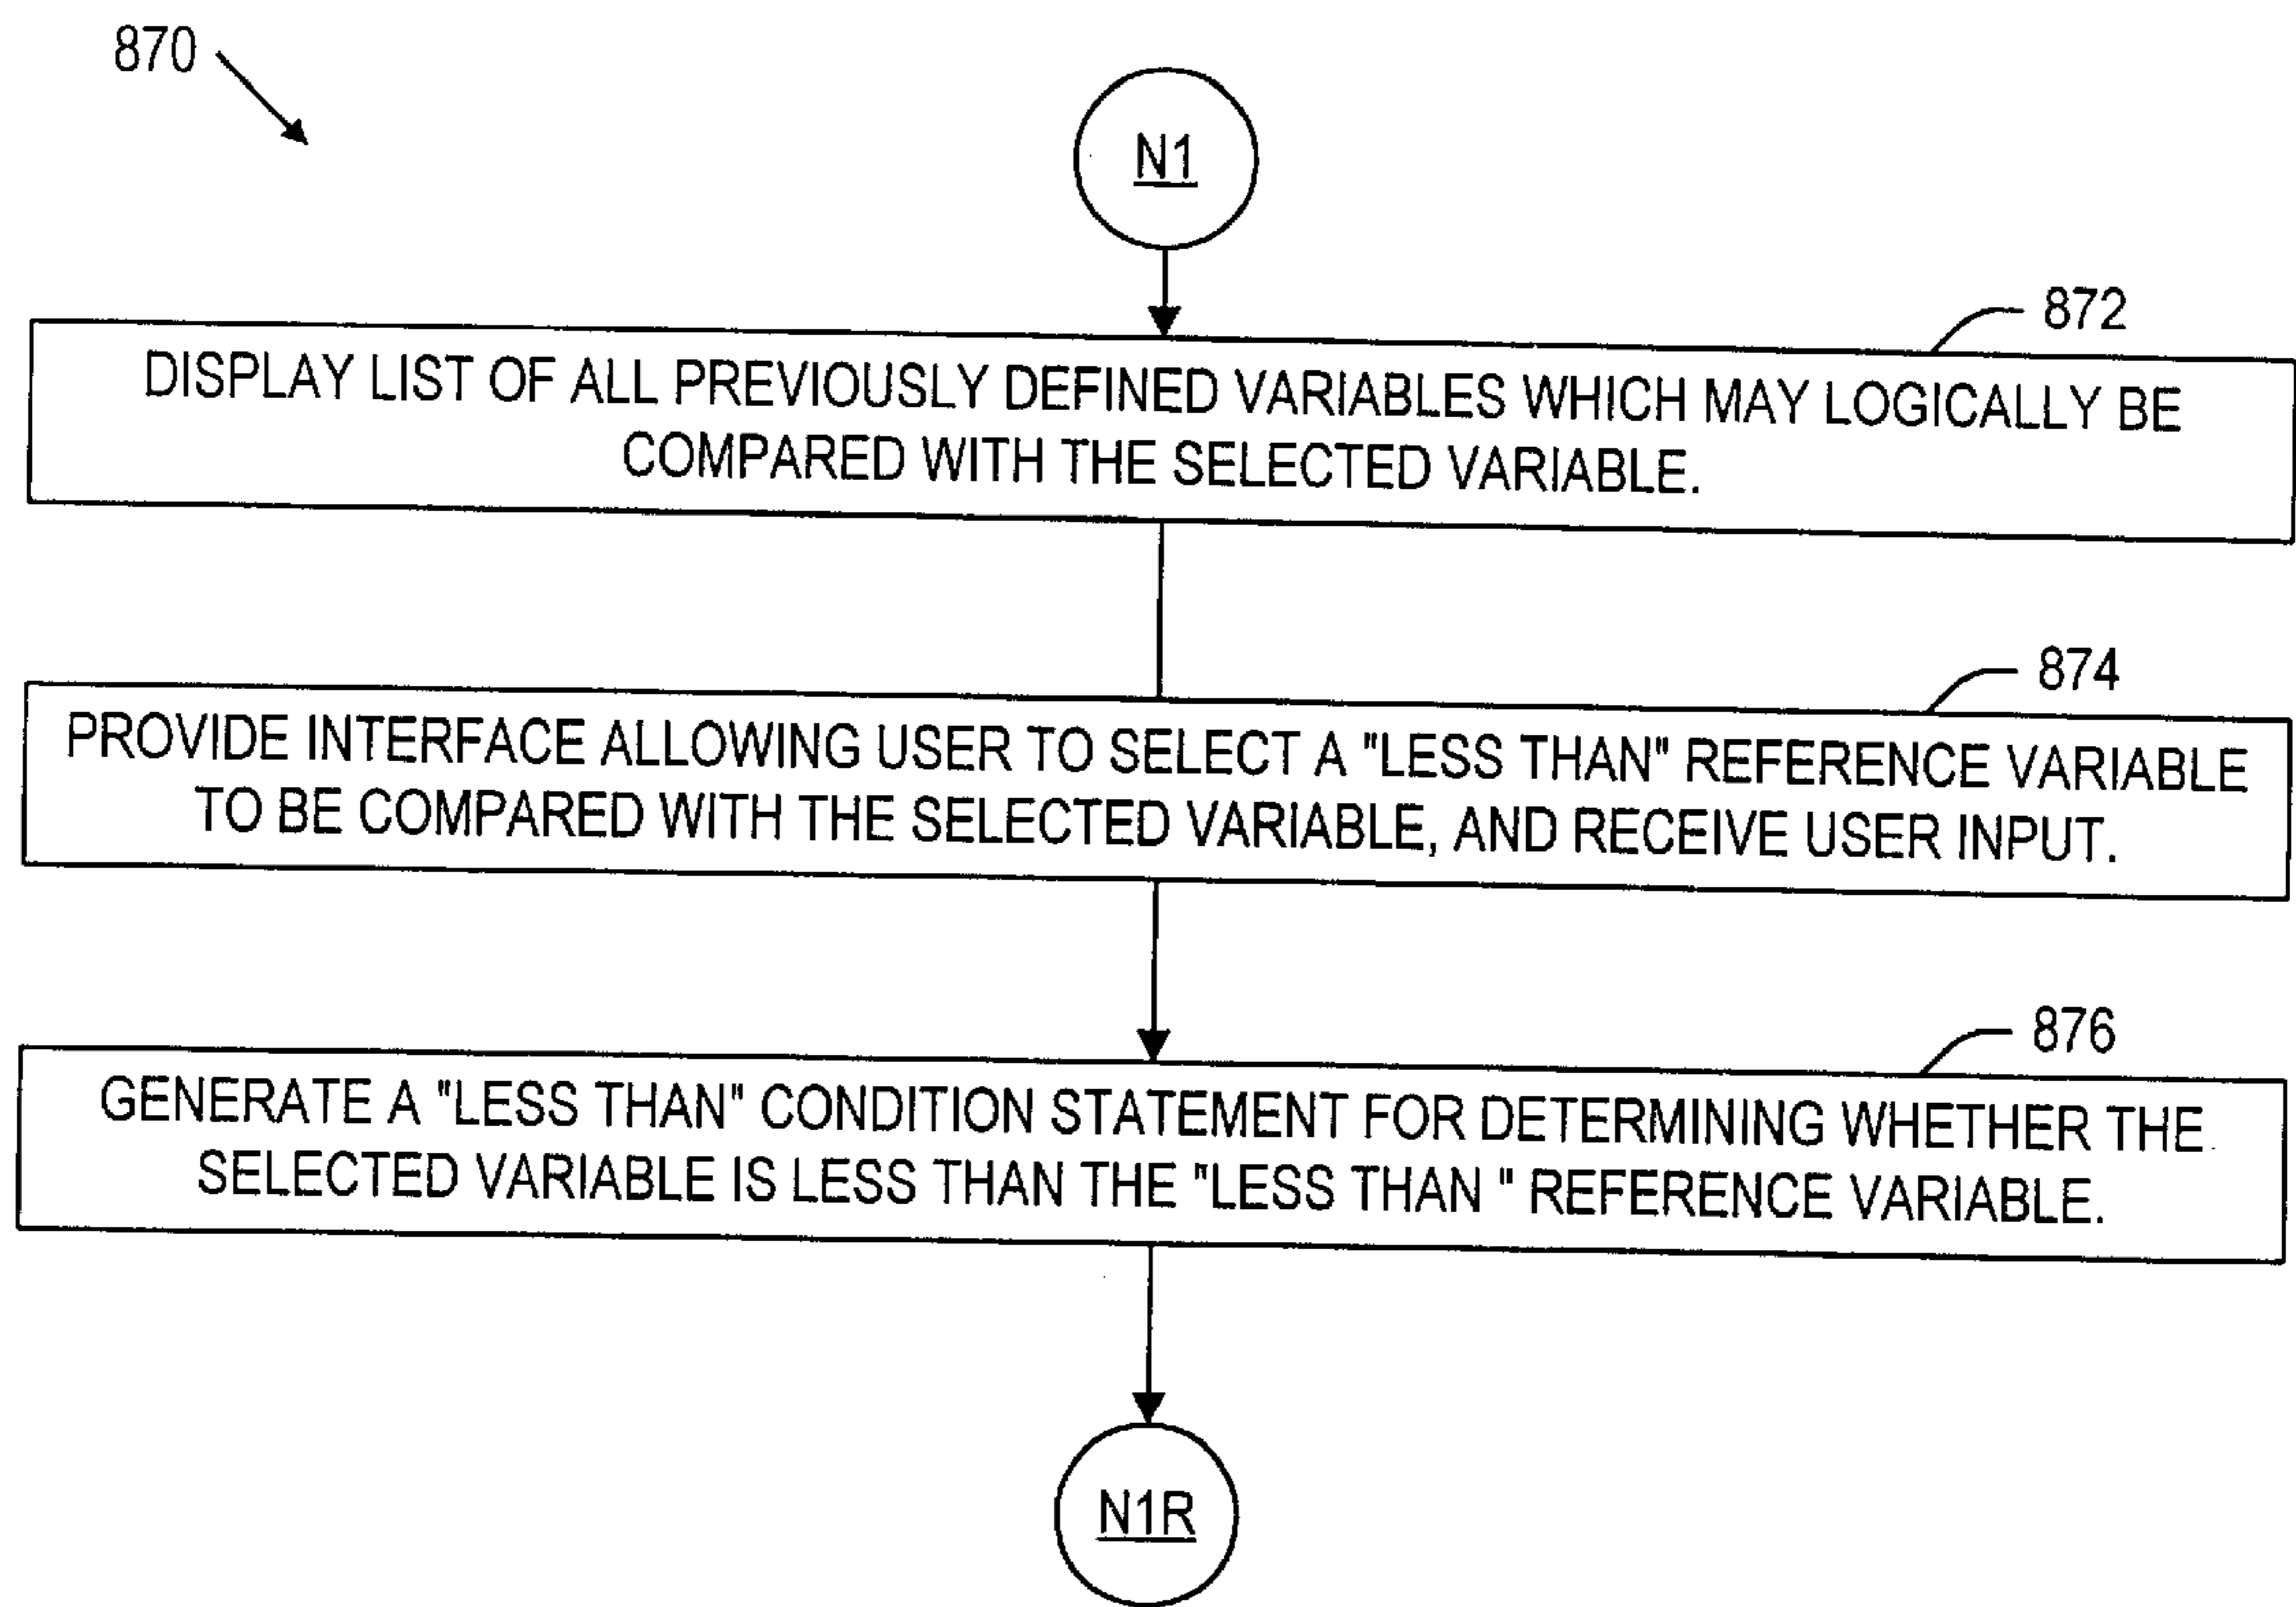 870
N1
872
DISPLAY LIST OF ALL PREVIOUSLY DEFINED VARIABLES WHICH MAY LOGICALLY BE
COMPARED WITH THE SELECTED VARIABLE.
874
PROVIDE INTERFACE ALLOWING USER TO SELECT A "LESS THAN" REFERENCE VARIABLE
TO BE COMPARED WITH THE SELECTED VARIABLE, AND RECEIVE USER INPUT.
876
GENERATE A "LESS THAN" CONDITION STATEMENT FOR DETERMINING WHETHER THE
SELECTED VARIABLE IS LESS THAN THE "LESS THAN " REFERENCE VARIABLE.
N1R